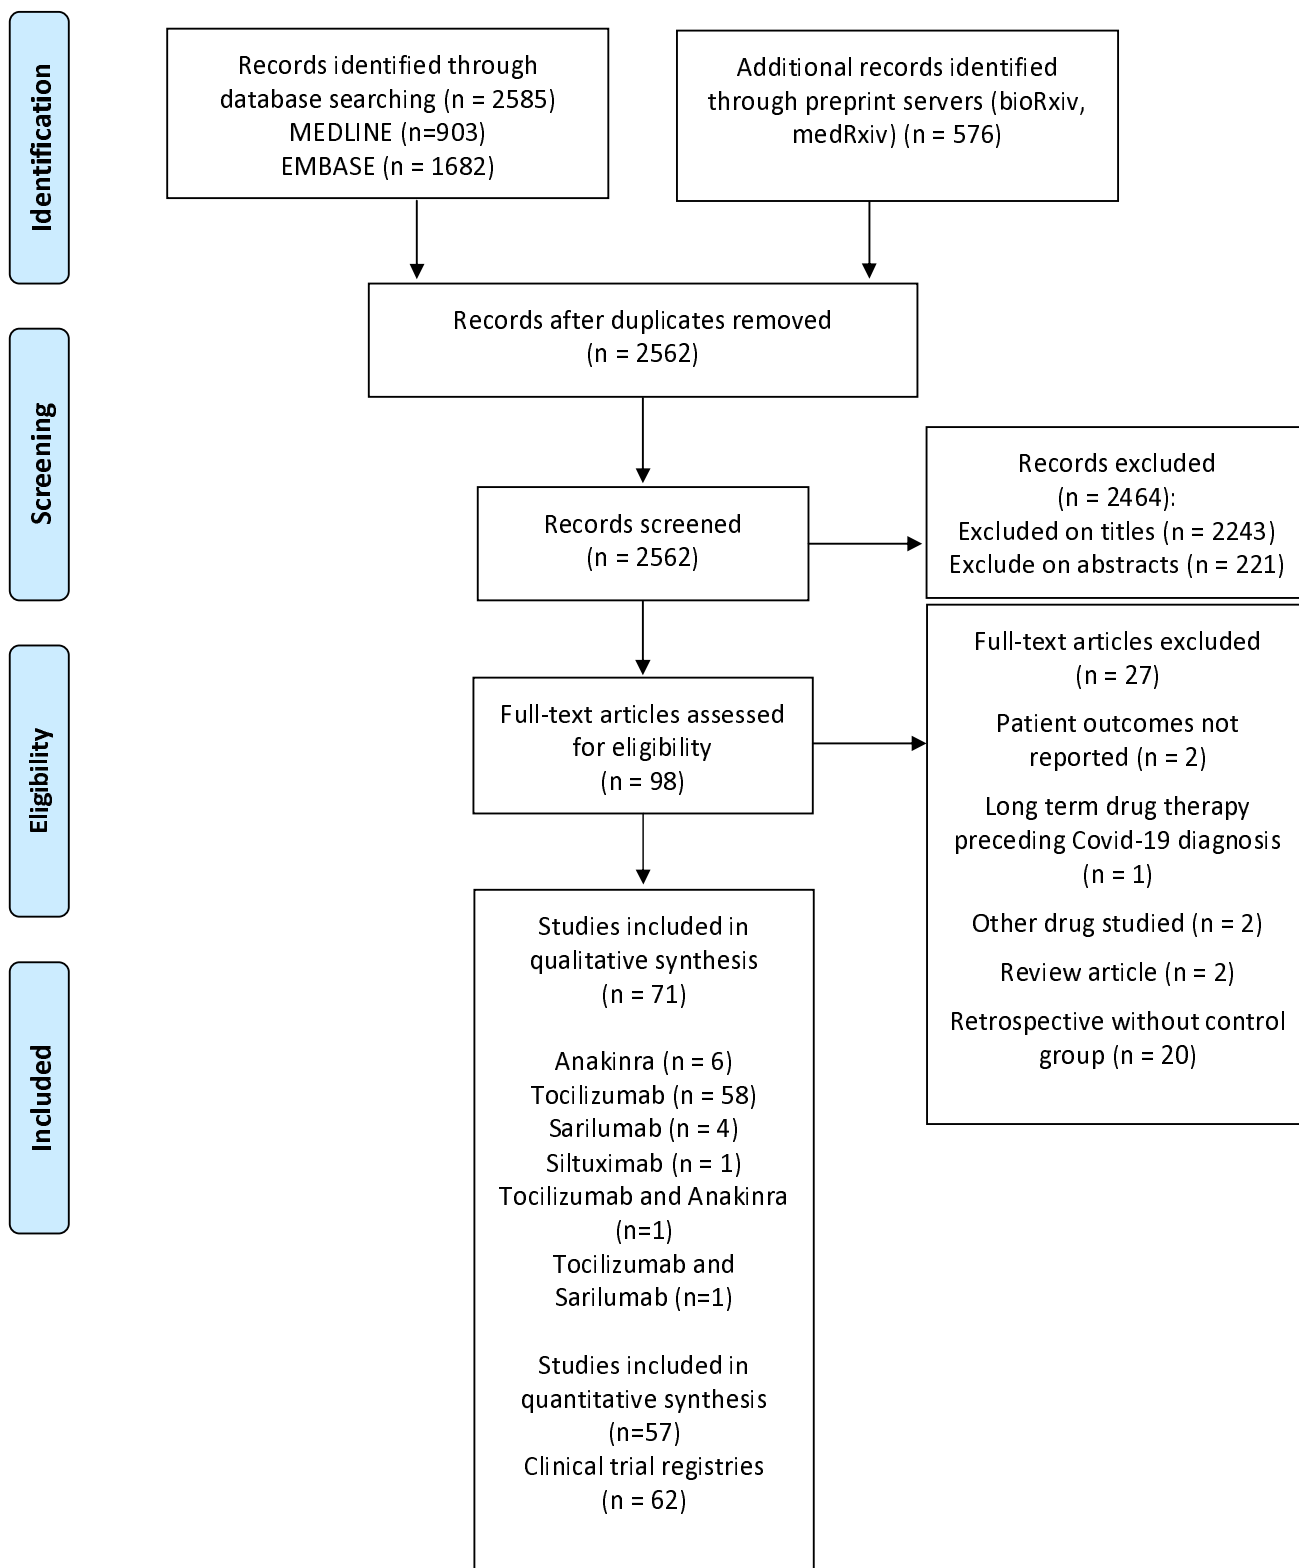 Identification
Records identified through
database searching (n = 2585)
MEDLINE (n=903)
EMBASE (n = 1682)
Additional records identified
through preprint servers (bioRxiv,
medRxiv) (n = 576)
Records after duplicates removed
(n = 2562)
Screening
Records screened
(n = 2562)
Records excluded
(n = 2464):
Excluded on titles (n = 2243)
Exclude on abstracts (n = 221)
Eligibility
Full-text articles assessed
for eligibility
(n = 98)
Full-text articles excluded
(n = 27)
Patient outcomes not
reported (n = 2)
Long term drug therapy
preceding Covid-19 diagnosis
(n = 1)
Other drug studied (n = 2)
Review article (n = 2)
Retrospective without control
group (n = 20)
Included
Studies included in
qualitative synthesis
(n = 71)
Anakinra (n = 6)
Tocilizumab (n = 58)
Sarilumab (n = 4)
Siltuximab (n = 1)
Tocilizumab and Anakinra
(n=1)
Tocilizumab and
Sarilumab (n=1)
Studies included in
quantitative synthesis
(n=57)
Clinical trial registries
(n = 62)